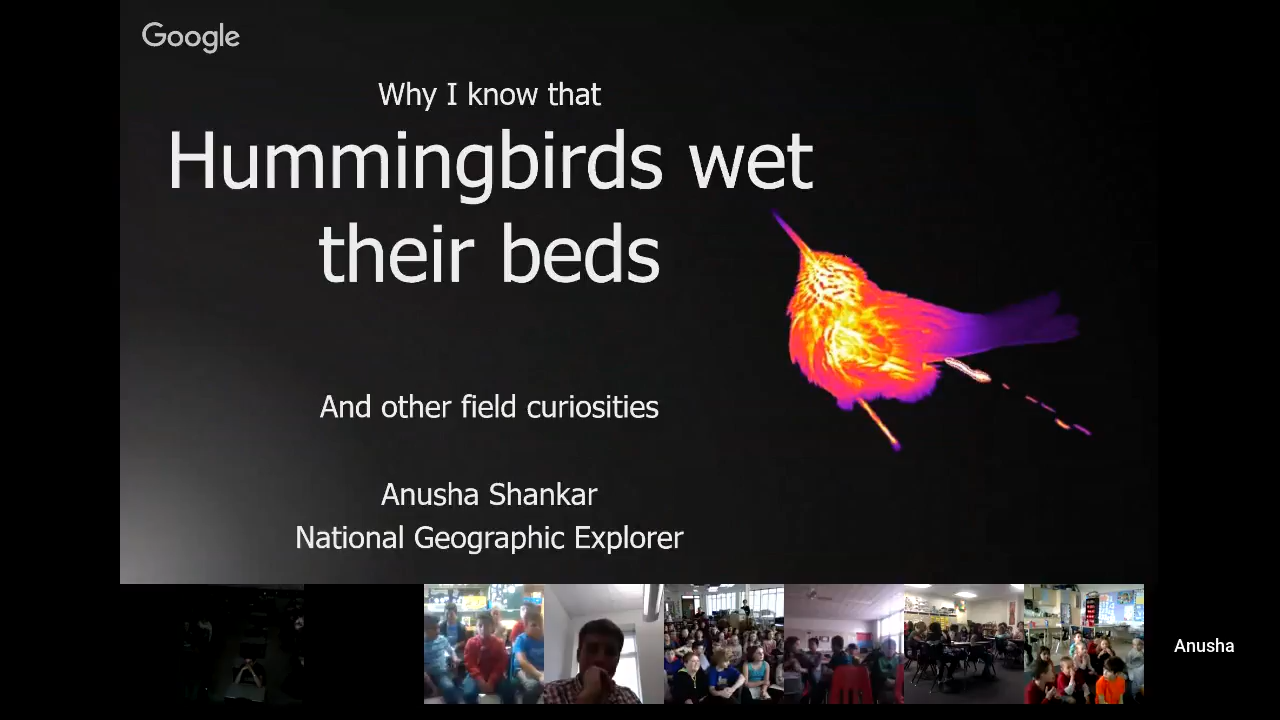 Google
Why I know that
Hummingbirds wet
their beds
And other field curiosities
Anusha Shankar
National Geographic Explorer
Anusha